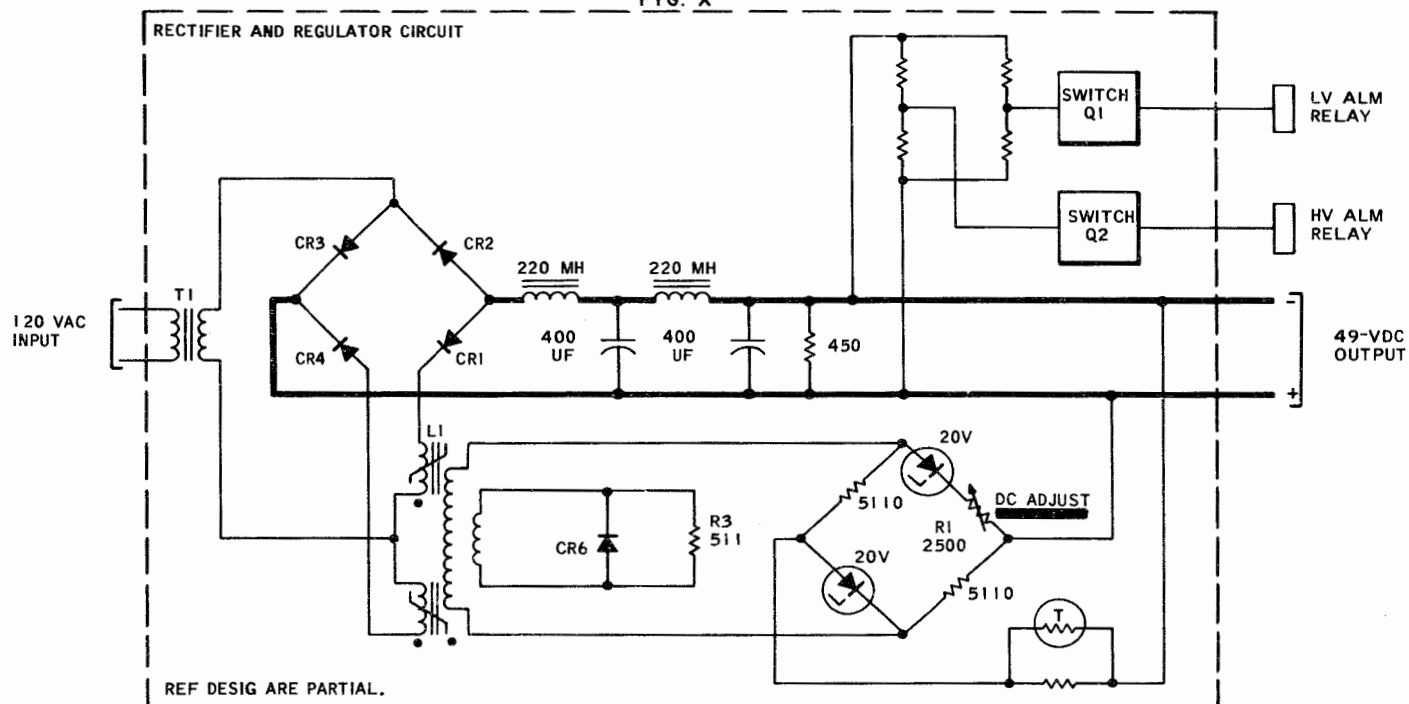 FIG. X
RECTIFIER AND REGULATOR CIRCUIT
SWITCH
Q1
LV ALM
RELAY
SWITCH
Q2
HV ALM
RELAY
CR3
CR2
220 MH
220 MH
T1
120 VAC
INPUT
CR4
CR1
400
UF
400
UF
450
-
49-VDC
OUTPUT
+
L1
20V
5110
DC ADJUST
R3
511
CR6
R1
2500
20V
5110
T
REF DESIG ARE PARTIAL.